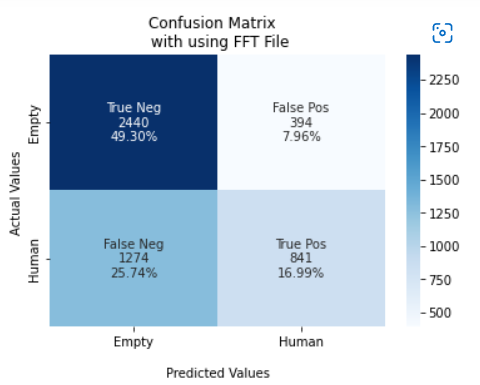 Confusion Matrix
with using FFT File
True Neg
2440
49.30%
False Pos
394
7.96%
False Neg
1274
25.74%
True Pos
841
16.99%
Empty
Human
Actual Values
Empty
Human
Predicted Values
2250
2000
1750
1500
1250
1000
750
500